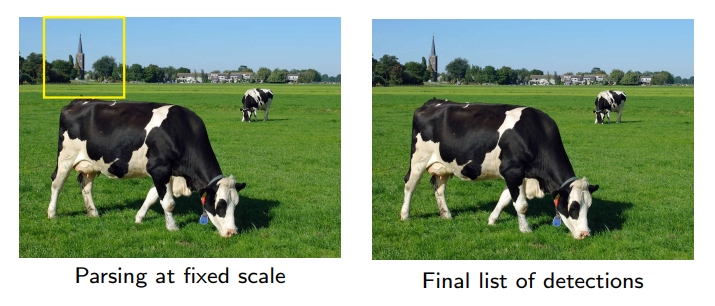 Parsing at fixed scale
Final list of detections